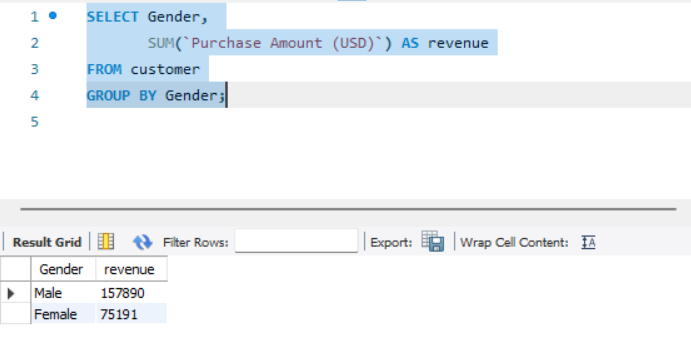 1 SELECT Gender,
2 SUM(`Purchase Amount (USD)`) AS revenue
3 FROM customer
4 GROUP BY Gender;
5
Result Grid Filter Rows: Export: Wrap Cell Content: IA
Gender revenue
Male 157890
Female 75191